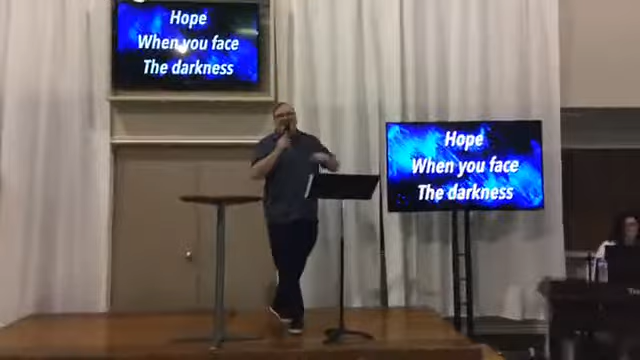 Hope
When you face
The darkness
Hope
When you face
The darkness